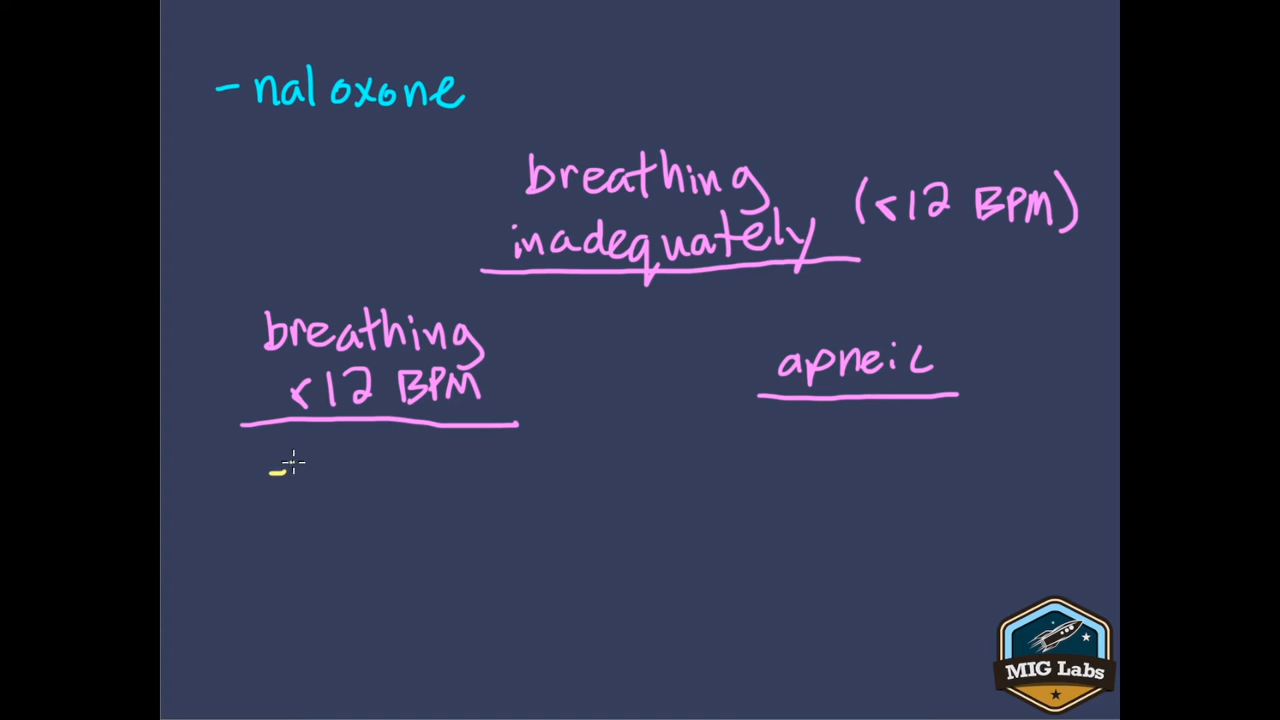 - naloxone
breathing
inadequately (<12 BPM)
breathing
<12 BPM
apneic
-
MIG Labs